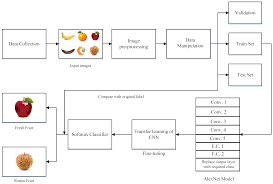 Validation
Data Collection
Image
preprocessing
Data
Manipulation
Train Set
Input images
Test Set
Compare with original label
Fresh Fruit
Softmax Classifier
Transfer learning of
CNN
Fine-tuning
Conv. 1
Conv. 2
Conv. 3
Conv. 4
Conv. 5
F.C. 1
F.C. 2
Replace output layer
with required class
AlexNet Model
Rotten Fruit